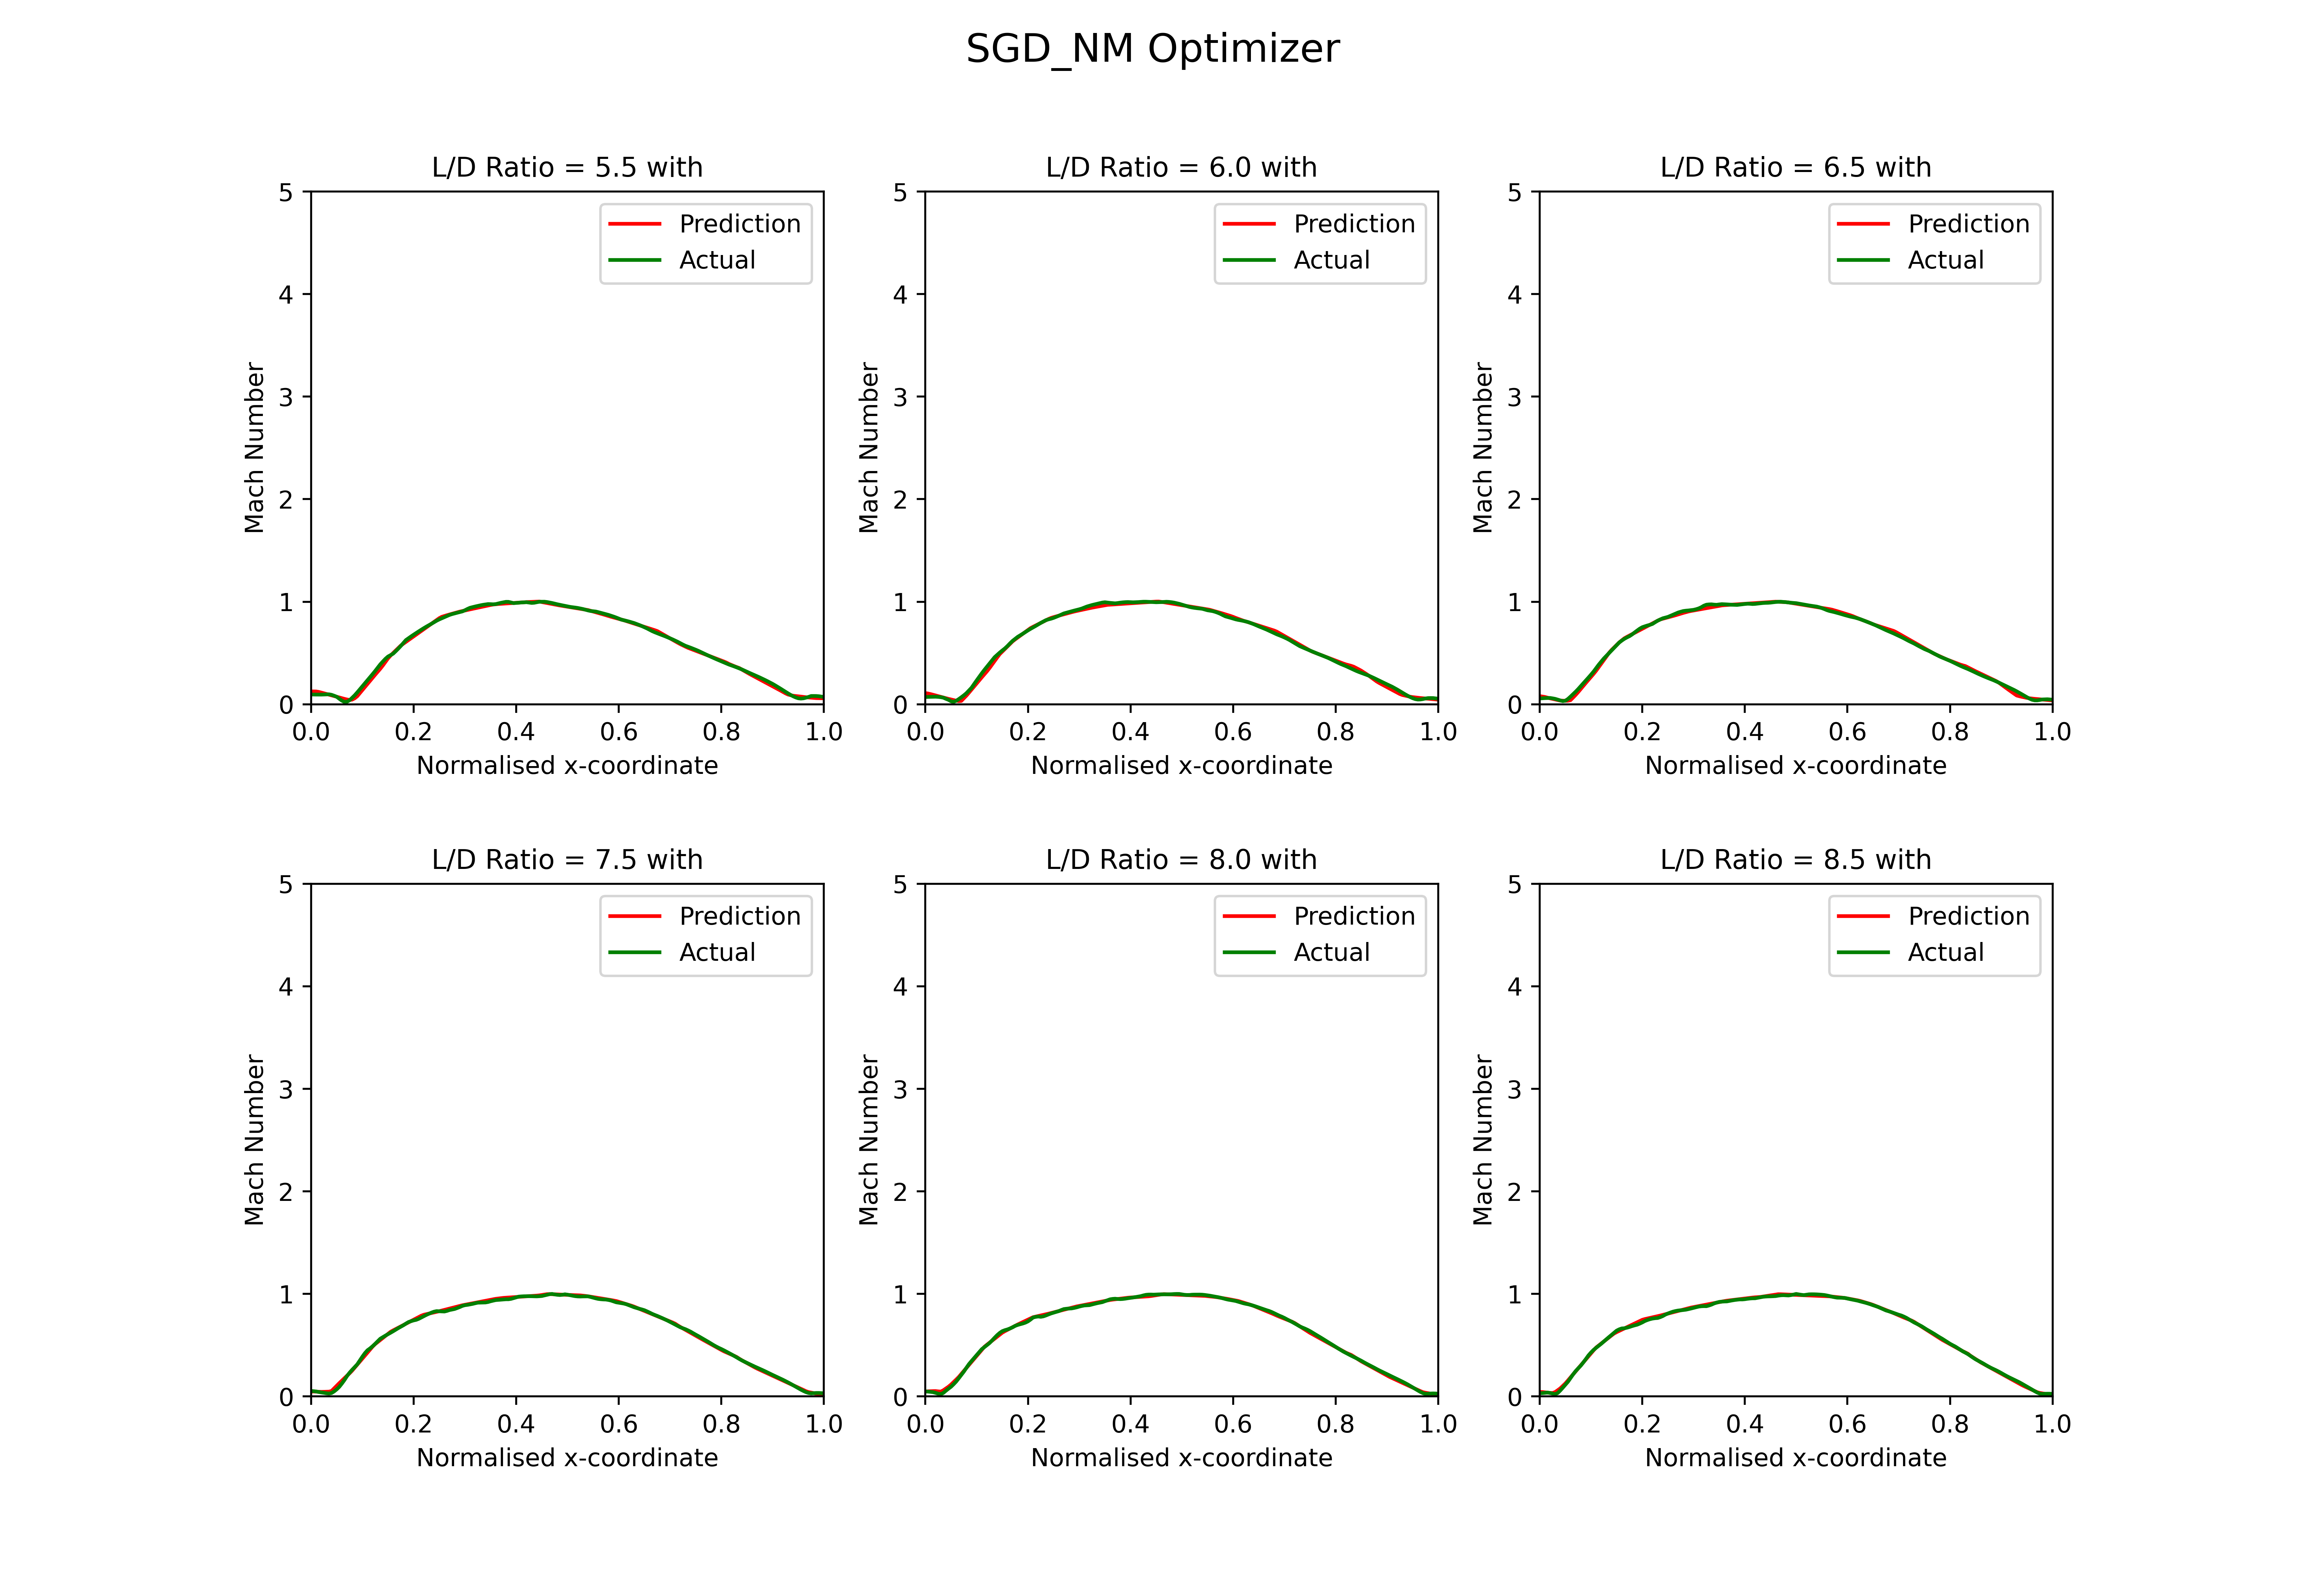 SGD_NM Optimizer
L/D Ratio = 5.5 with
5
4
3
2
1
0
Mach Number
Prediction
Actual
0.0 0.2 0.4 0.6 0.8 1.0
Normalised x-coordinate
L/D Ratio = 6.0 with
5
4
3
2
1
0
Mach Number
Prediction
Actual
0.0 0.2 0.4 0.6 0.8 1.0
Normalised x-coordinate
L/D Ratio = 6.5 with
5
4
3
2
1
0
Mach Number
Prediction
Actual
0.0 0.2 0.4 0.6 0.8 1.0
Normalised x-coordinate
L/D Ratio = 7.5 with
5
4
3
2
1
0
Mach Number
Prediction
Actual
0.0 0.2 0.4 0.6 0.8 1.0
Normalised x-coordinate
L/D Ratio = 8.0 with
5
4
3
2
1
0
Mach Number
Prediction
Actual
0.0 0.2 0.4 0.6 0.8 1.0
Normalised x-coordinate
L/D Ratio = 8.5 with
5
4
3
2
1
0
Mach Number
Prediction
Actual
0.0 0.2 0.4 0.6 0.8 1.0
Normalised x-coordinate